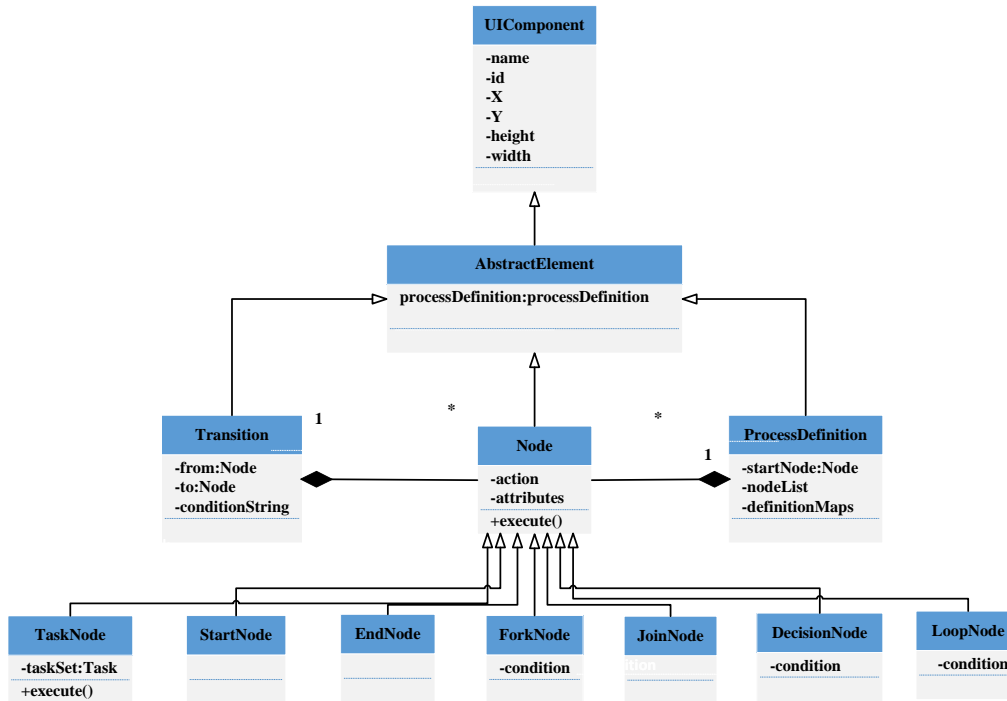 UIComponent
-name
-id
-X
-Y
-height
-width
AbstractElement
processDefinition:processDefinition
1
*
*
1
Transition
-from:Node
-to:Node
-conditionString
Node
-action
-attributes
+execute()
ProcessDefinition
-startNode:Node
-nodeList
-definitionMaps
TaskNode
-taskSet:Task
+execute()
StartNode
EndNode
ForkNode
-condition
JoinNode
DecisionNode
-condition
LoopNode
-condition